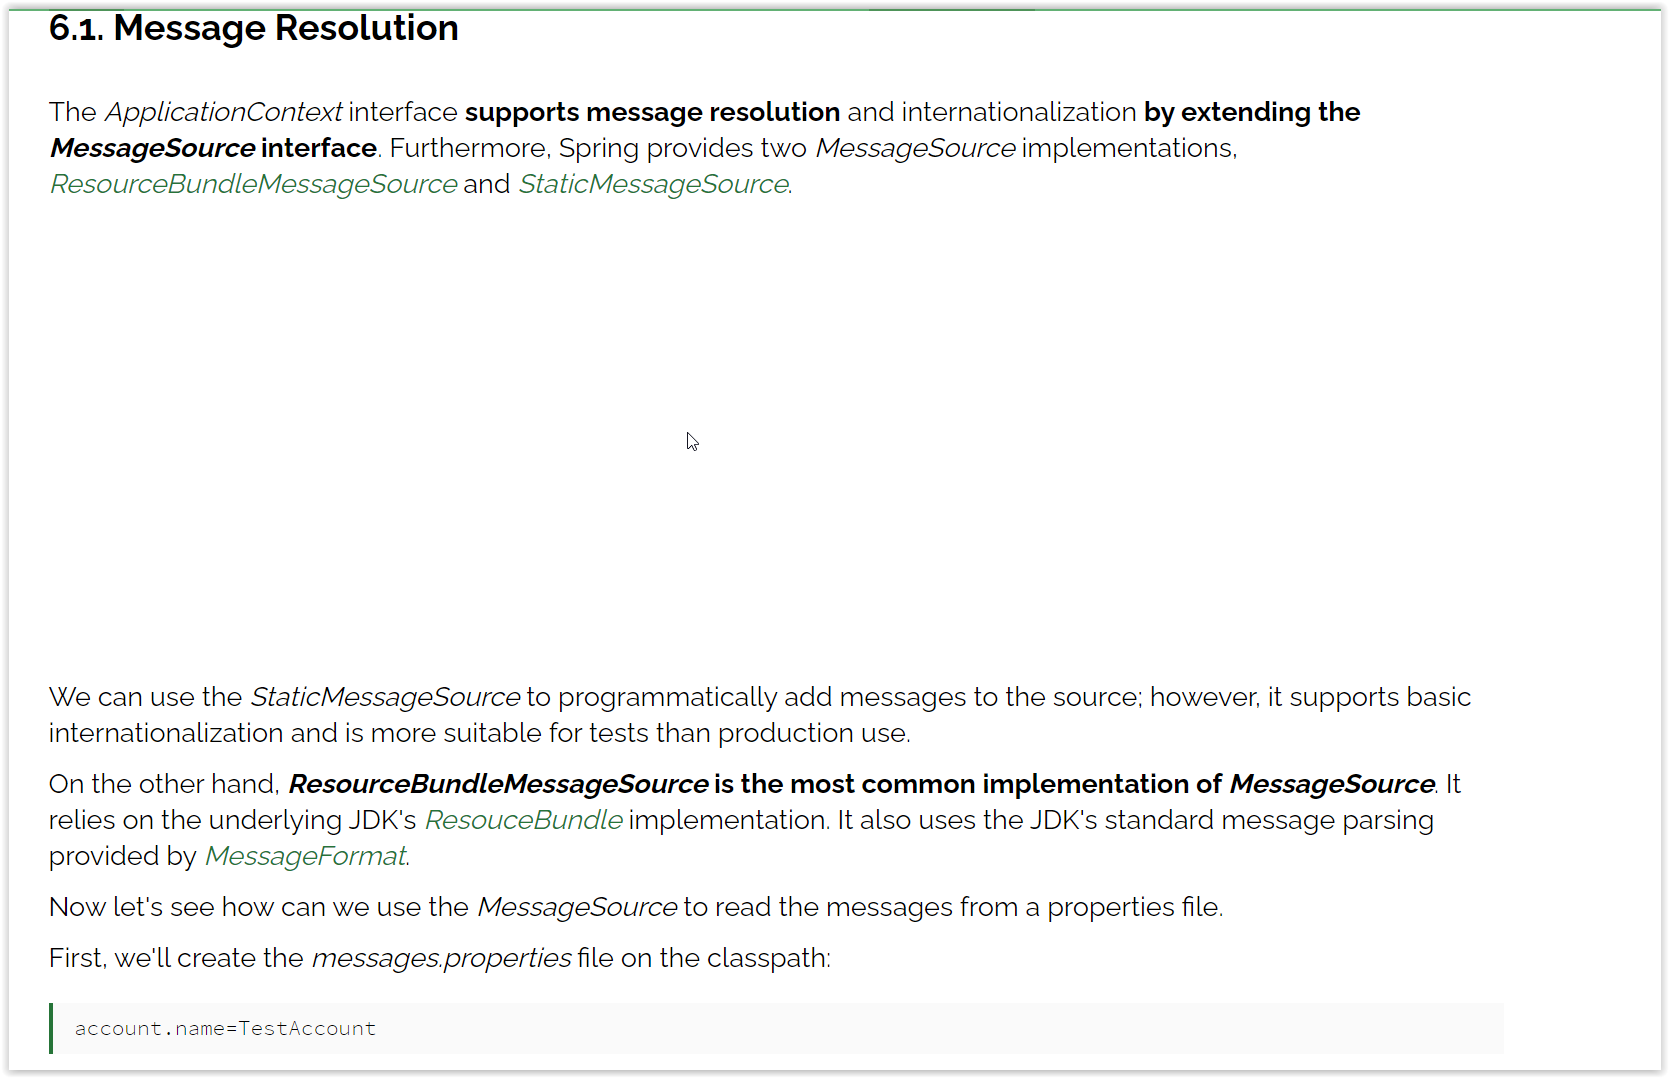 6.1. Message Resolution
The ApplicationContext interface supports message resolution and internationalization by extending the
MessageSource interface. Furthermore, Spring provides two MessageSource implementations,
ResourceBundleMessageSource and StaticMessageSource.
We can use the StaticMessageSource to programmatically add messages to the source; however, it supports basic
internationalization and is more suitable for tests than production use.
On the other hand, ResourceBundleMessageSource is the most common implementation of MessageSource. It
relies on the underlying JDK's ResouceBundle implementation. It also uses the JDK's standard message parsing
provided by MessageFormat.
Now let's see how can we use the MessageSource to read the messages from a properties file.
First, we'll create the messages.properties file on the classpath:
account.name=TestAccount